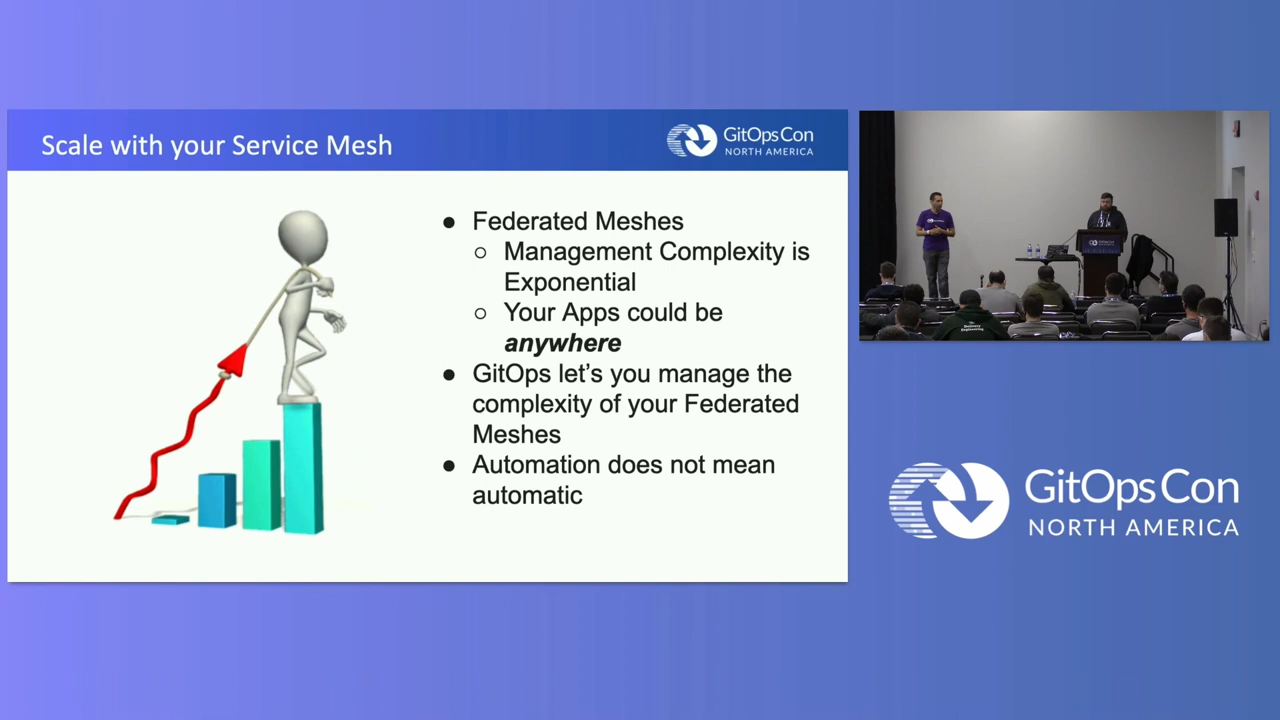 Scale with your Service Mesh
GitOpsCon
NORTH AMERICA
● Federated Meshes
○ Management Complexity is
Exponential
○ Your Apps could be
anywhere
● GitOps let's you manage the
complexity of your Federated
Meshes
● Automation does not mean
automatic
GitOpsCon
NORTH AMERICA